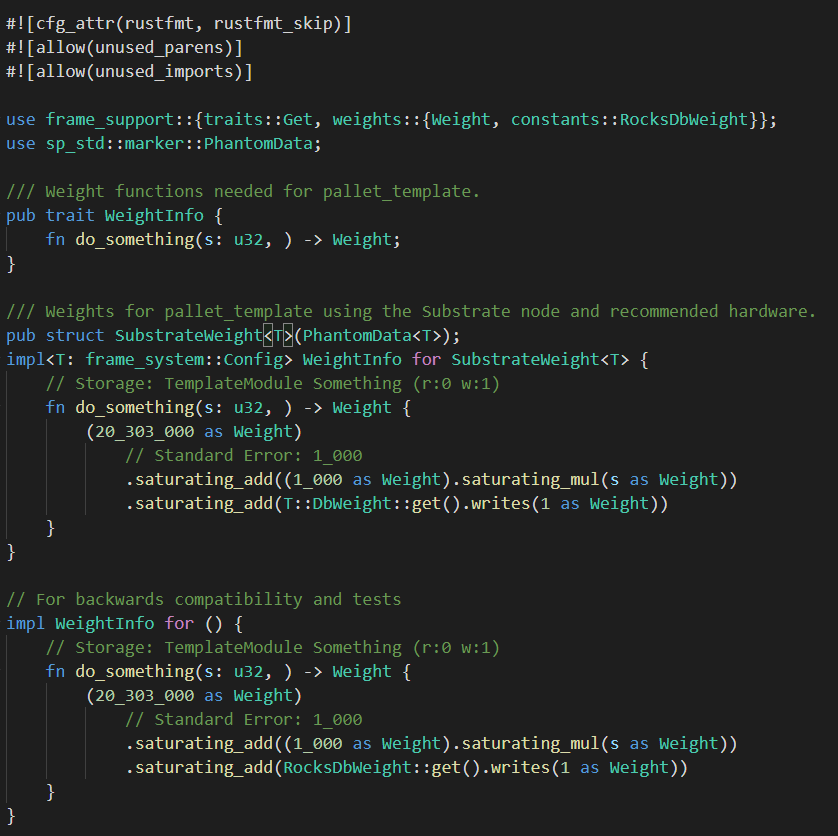 #![cfg_attr(rustfmt, rustfmt_skip)]
#![allow(unused_parens)]
#![allow(unused_imports)]

use frame_support::{traits::Get, weights::{Weight, constants::RocksDbWeight}};
use sp_std::marker::PhantomData;

/// Weight functions needed for pallet_template.
pub trait WeightInfo {
    fn do_something(s: u32, ) -> Weight;
}

/// Weights for pallet_template using the Substrate node and recommended hardware.
pub struct SubstrateWeight<T>(PhantomData<T>);
impl<T: frame_system::Config> WeightInfo for SubstrateWeight<T> {
    // Storage: TemplateModule Something (r:0 w:1)
    fn do_something(s: u32, ) -> Weight {
        (20_303_000 as Weight)
            // Standard Error: 1_000
            .saturating_add((1_000 as Weight).saturating_mul(s as Weight))
            .saturating_add(T::DbWeight::get().writes(1 as Weight))
    }
}

// For backwards compatibility and tests
impl WeightInfo for () {
    // Storage: TemplateModule Something (r:0 w:1)
    fn do_something(s: u32, ) -> Weight {
        (20_303_000 as Weight)
            // Standard Error: 1_000
            .saturating_add((1_000 as Weight).saturating_mul(s as Weight))
            .saturating_add(RocksDbWeight::get().writes(1 as Weight))
    }
}